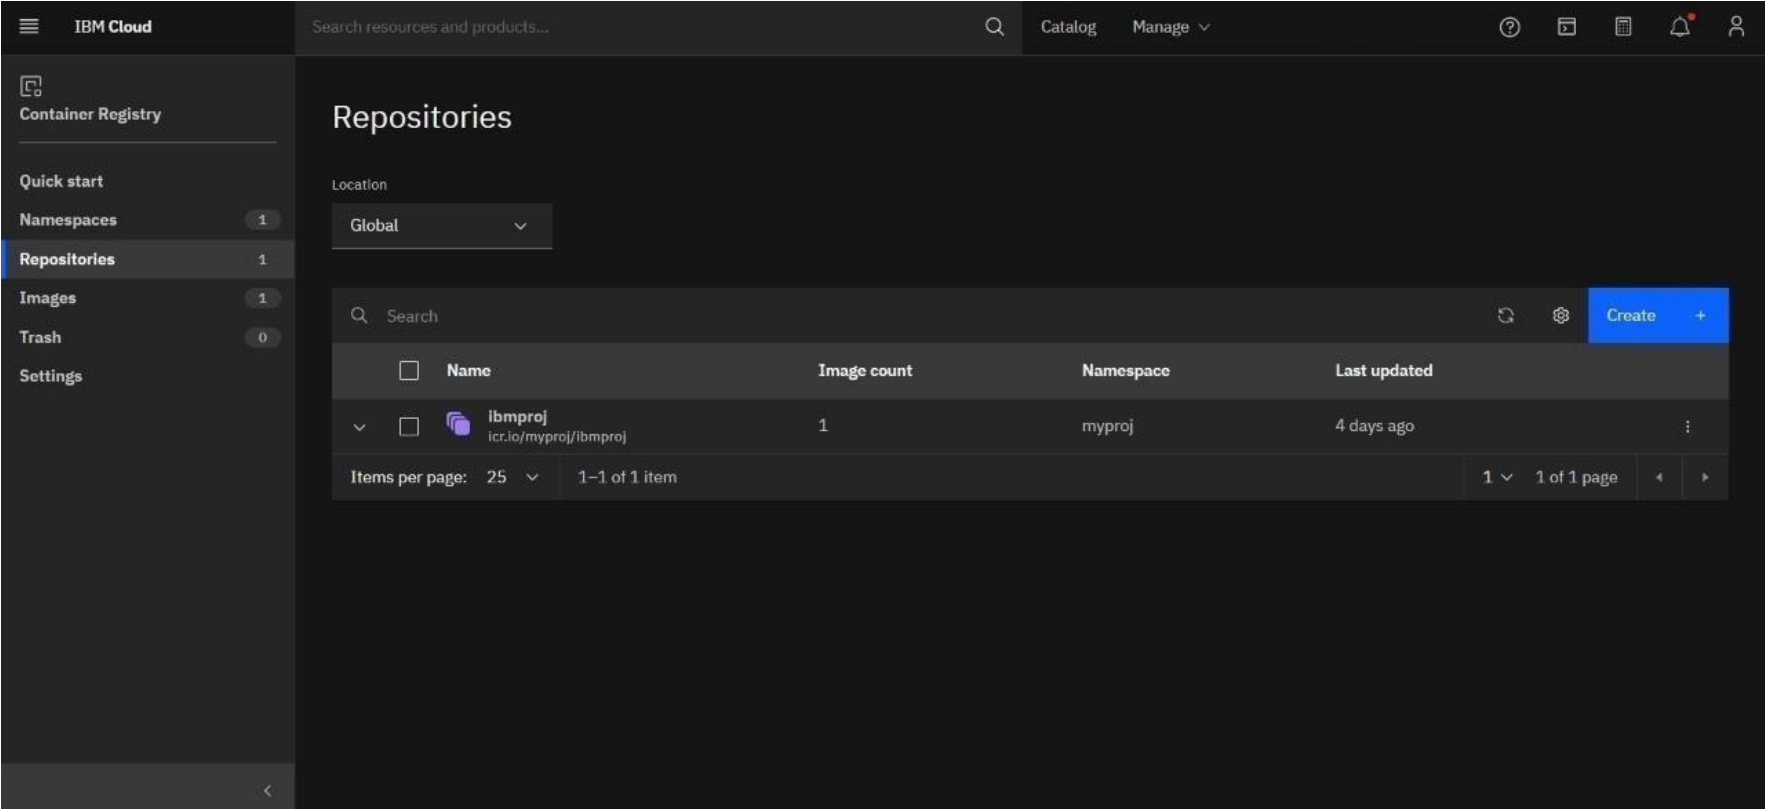 IBM Cloud
Search resources and products...
Catalog
Manage
Container Registry
Quick start
Namespaces 1
Repositories 1
Images 1
Trash 0
Settings
Repositories
Location
Global
Search
Create +
Name Image count Namespace Last updated
ibmproj 1 myproj 4 days ago
icr.io/myproj/ibmproj
Items per page: 25 1–1 of 1 item 1 1 of 1 page